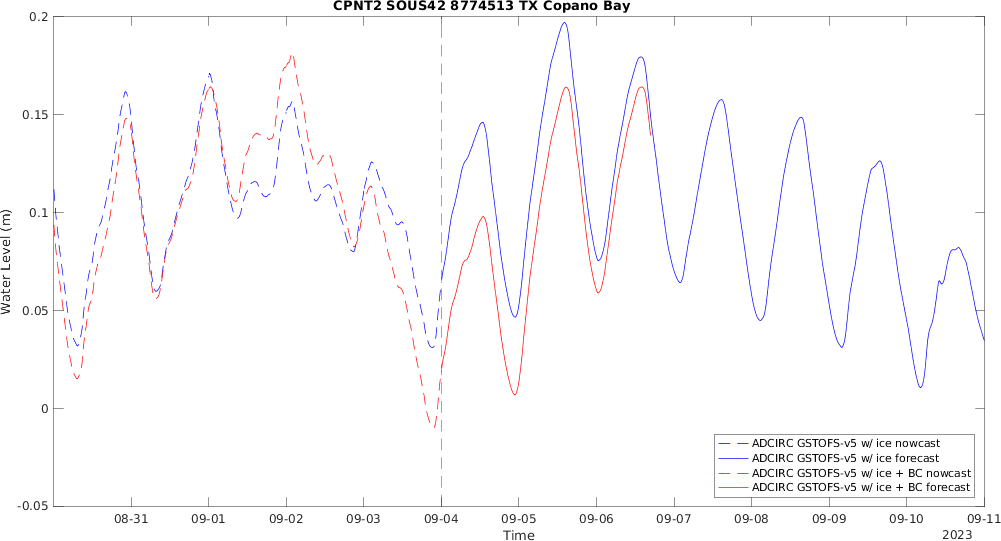 CPNT2 SOUS42 8774513 TX Copano Bay
0.2
0.15
0.1
0.05
0
-0.05
Water Level (m)
ADCIRC GSTOFS-v5 w/ ice nowcast
ADCIRC GSTOFS-v5 w/ ice forecast
ADCIRC GSTOFS-v5 w/ ice + BC nowcast
ADCIRC GSTOFS-v5 w/ ice + BC forecast
08-31 09-01 09-02 09-03 09-04 09-05 09-06 09-07 09-08 09-09 09-10 09-11
Time
2023